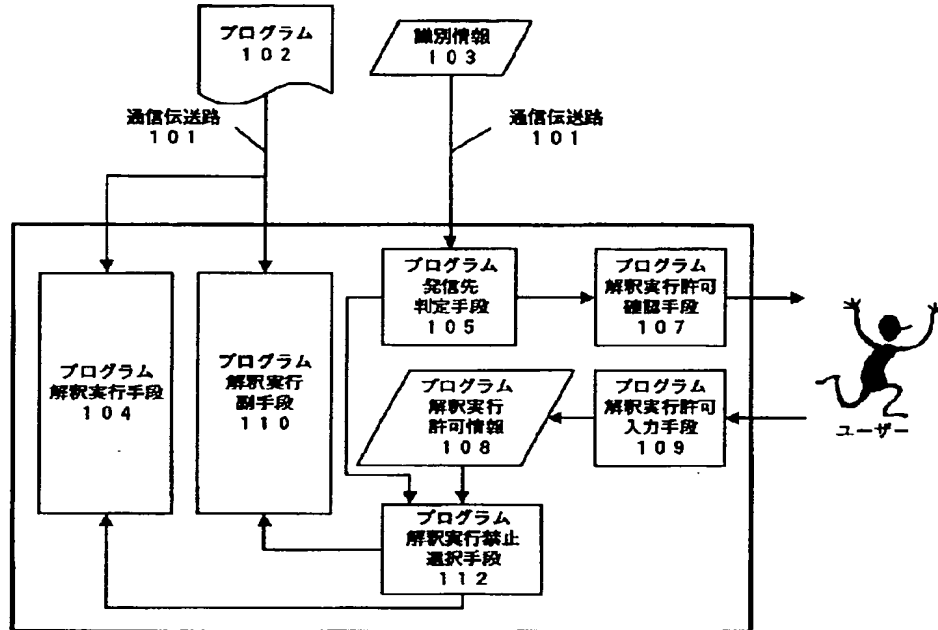 プログラム
102
識別情報
103
通信伝送路
101
通信伝送路
101
プログラム
発信先
判定手段
105
プログラム
解釈実行許可
確認手段
107
プログラム
解釈実行手段
104
プログラム
解釈実行
副手段
110
プログラム
解釈実行
許可情報
108
プログラム
解釈実行許可
入力手段
109
ユーザー
プログラム
解釈実行禁止
選択手段
112